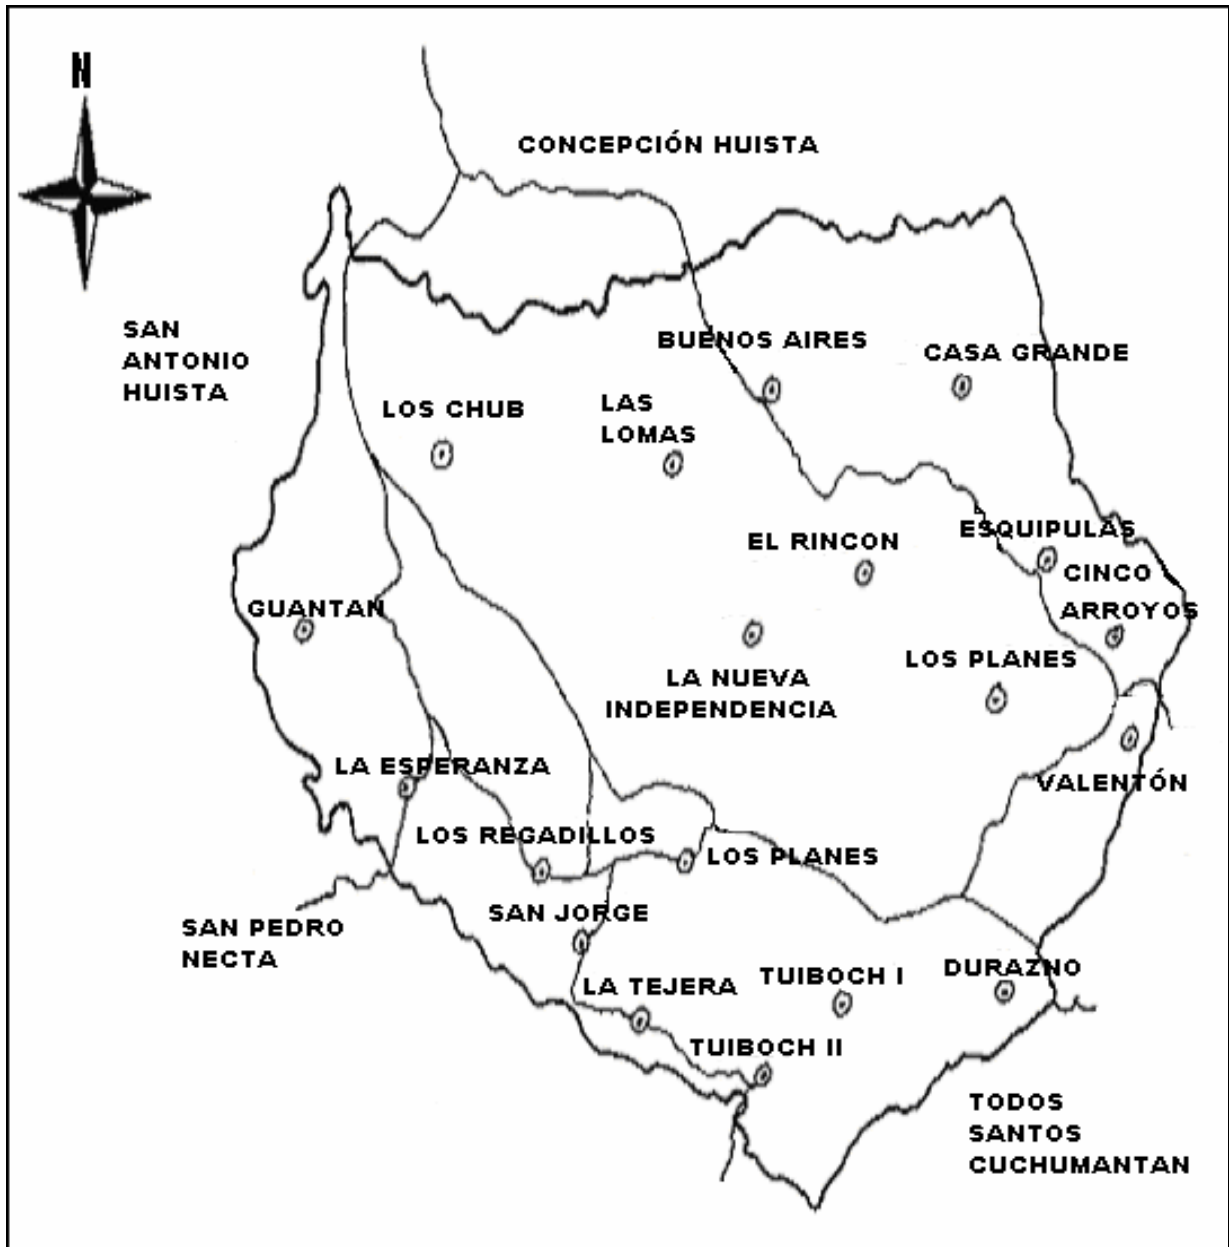 N
CONCEPCIÓN HUISTA
SAN
ANTONIO
HUISTA
BUENOS AIRES
CASA GRANDE
LOS CHUB
LAS
LOMAS
EL RINCON
ESQUIPULAS
CINCO
ARROYOS
GUANTAN
LOS PLANES
LA NUEVA
INDEPENDENCIA
LA ESPERANZA
VALENTÓN
LOS REGADILLOS
LOS PLANES
SAN JORGE
SAN PEDRO
NECTA
LA TEJERA
TUIBOCH I
DURAZNO
TUIBOCH II
TODOS
SANTOS
CUCHUMANTAN